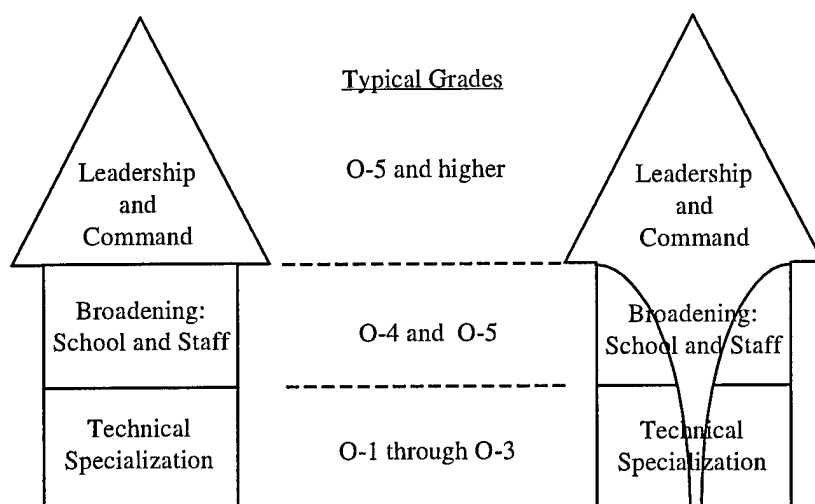 Typical Grades
Leadership
and
Command
O-5 and higher
Leadership
and
Command
Broadening:
School and Staff
O-4 and O-5
Broadening:
School and Staff
Technical
Specialization
O-1 through O-3
Technical
Specialization